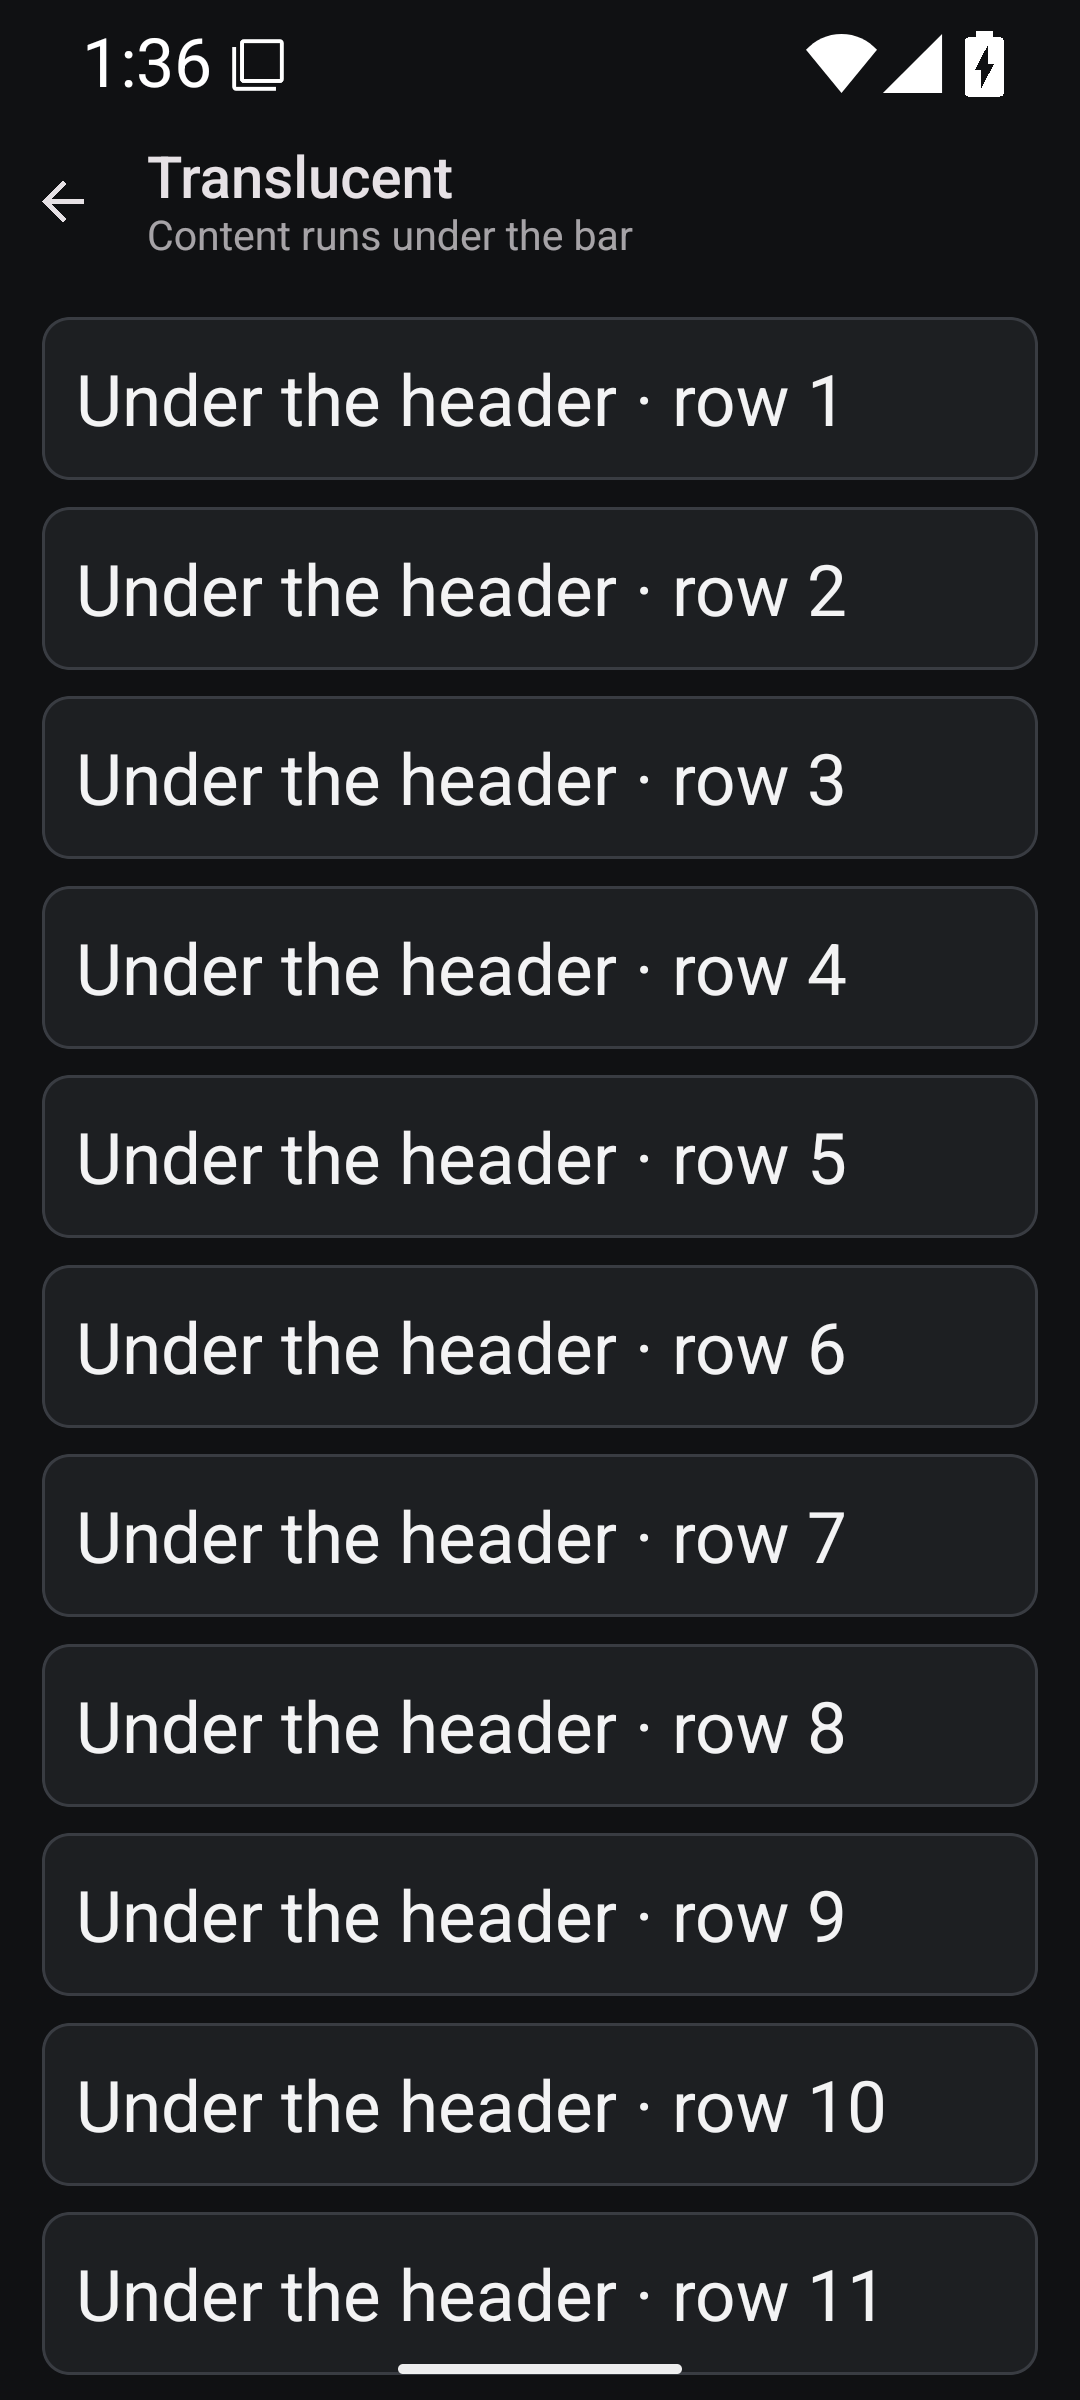 1:36
Translucent
Content runs under the bar
Under the header · row 1
Under the header · row 2
Under the header · row 3
Under the header · row 4
Under the header · row 5
Under the header · row 6
Under the header · row 7
Under the header · row 8
Under the header · row 9
Under the header · row 10
Under the header · row 11